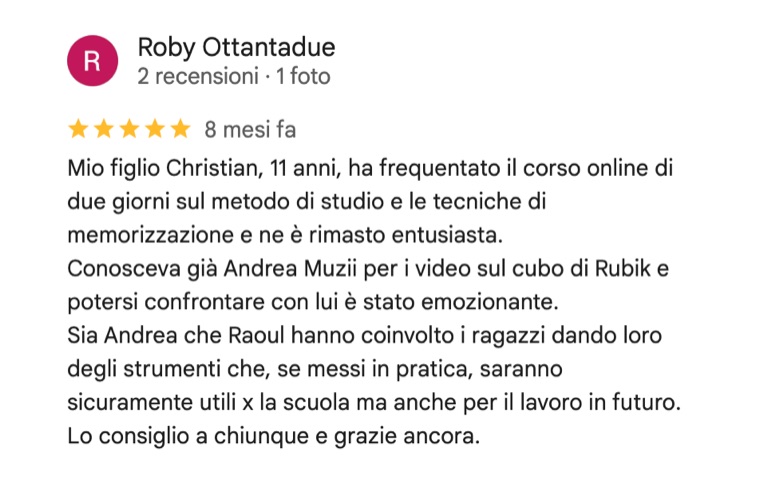 R
Roby Ottantadue
2 recensioni · 1 foto
8 mesi fa
Mio figlio Christian, 11 anni, ha frequentato il corso online di
due giorni sul metodo di studio e le tecniche di
memorizzazione e ne è rimasto entusiasta.
Conosceva già Andrea Muzii per i video sul cubo di Rubik e
potersi confrontare con lui è stato emozionante.
Sia Andrea che Raoul hanno coinvolto i ragazzi dando loro
degli strumenti che, se messi in pratica, saranno
sicuramente utili x la scuola ma anche per il lavoro in futuro.
Lo consiglio a chiunque e grazie ancora.